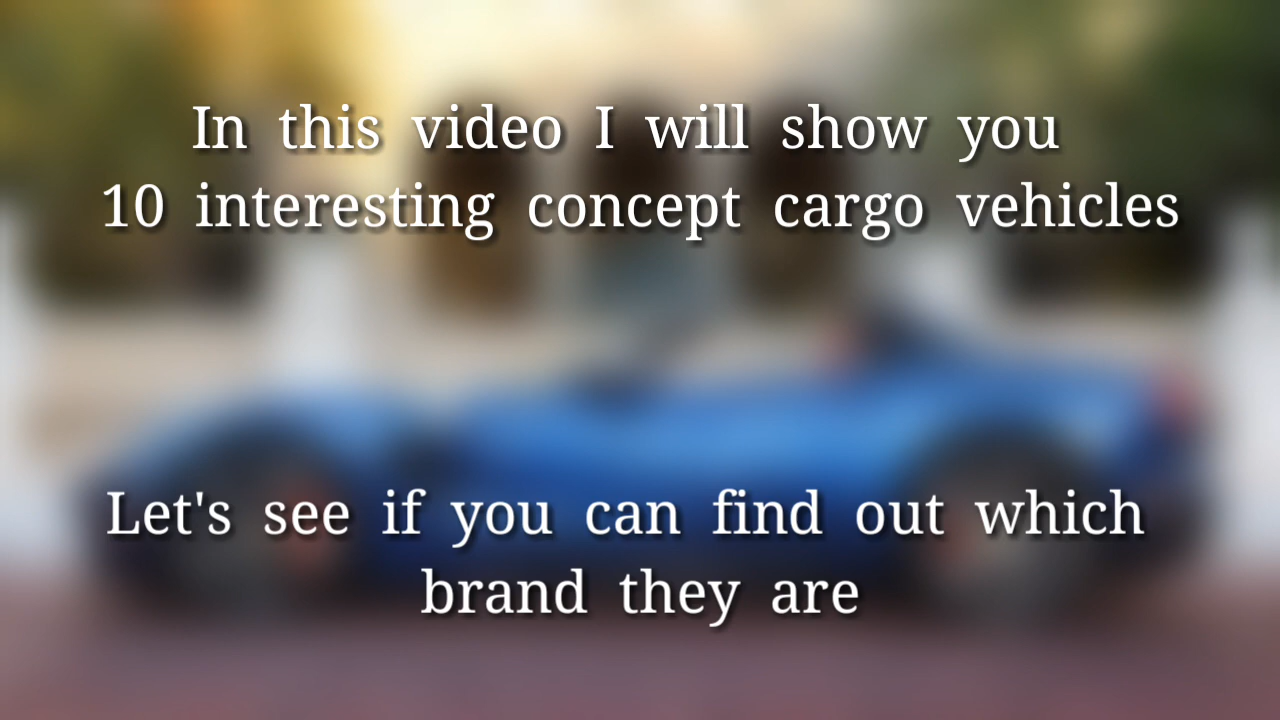 In this video I will show you
10 interesting concept cargo vehicles
Let's see if you can find out which
brand they are